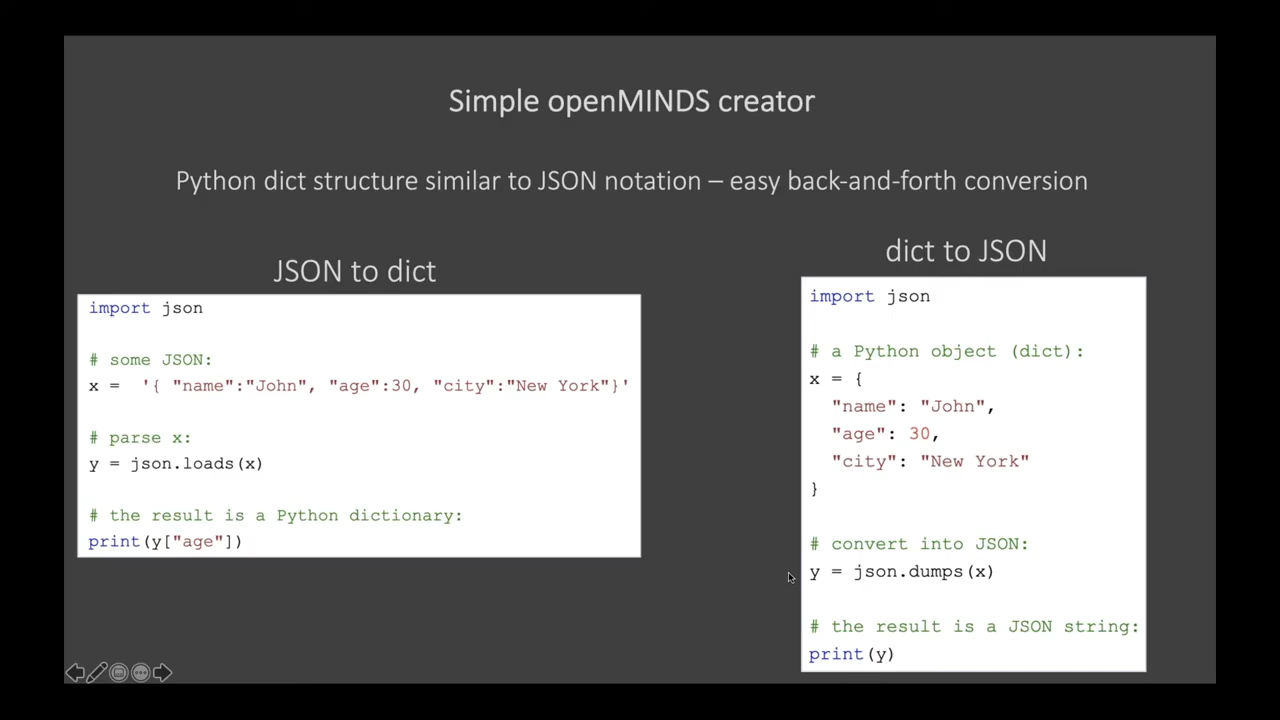 Simple openMINDS creator
Python dict structure similar to JSON notation – easy back-and-forth conversion
JSON to dict
import json
# some JSON:
x =  '{ "name":"John", "age":30, "city":"New York"}'
# parse x:
y = json.loads(x)
# the result is a Python dictionary:
print(y["age"])
dict to JSON
import json
# a Python object (dict):
x = {
  "name": "John",
  "age": 30,
  "city": "New York"
}
# convert into JSON:
y = json.dumps(x)
# the result is a JSON string:
print(y)